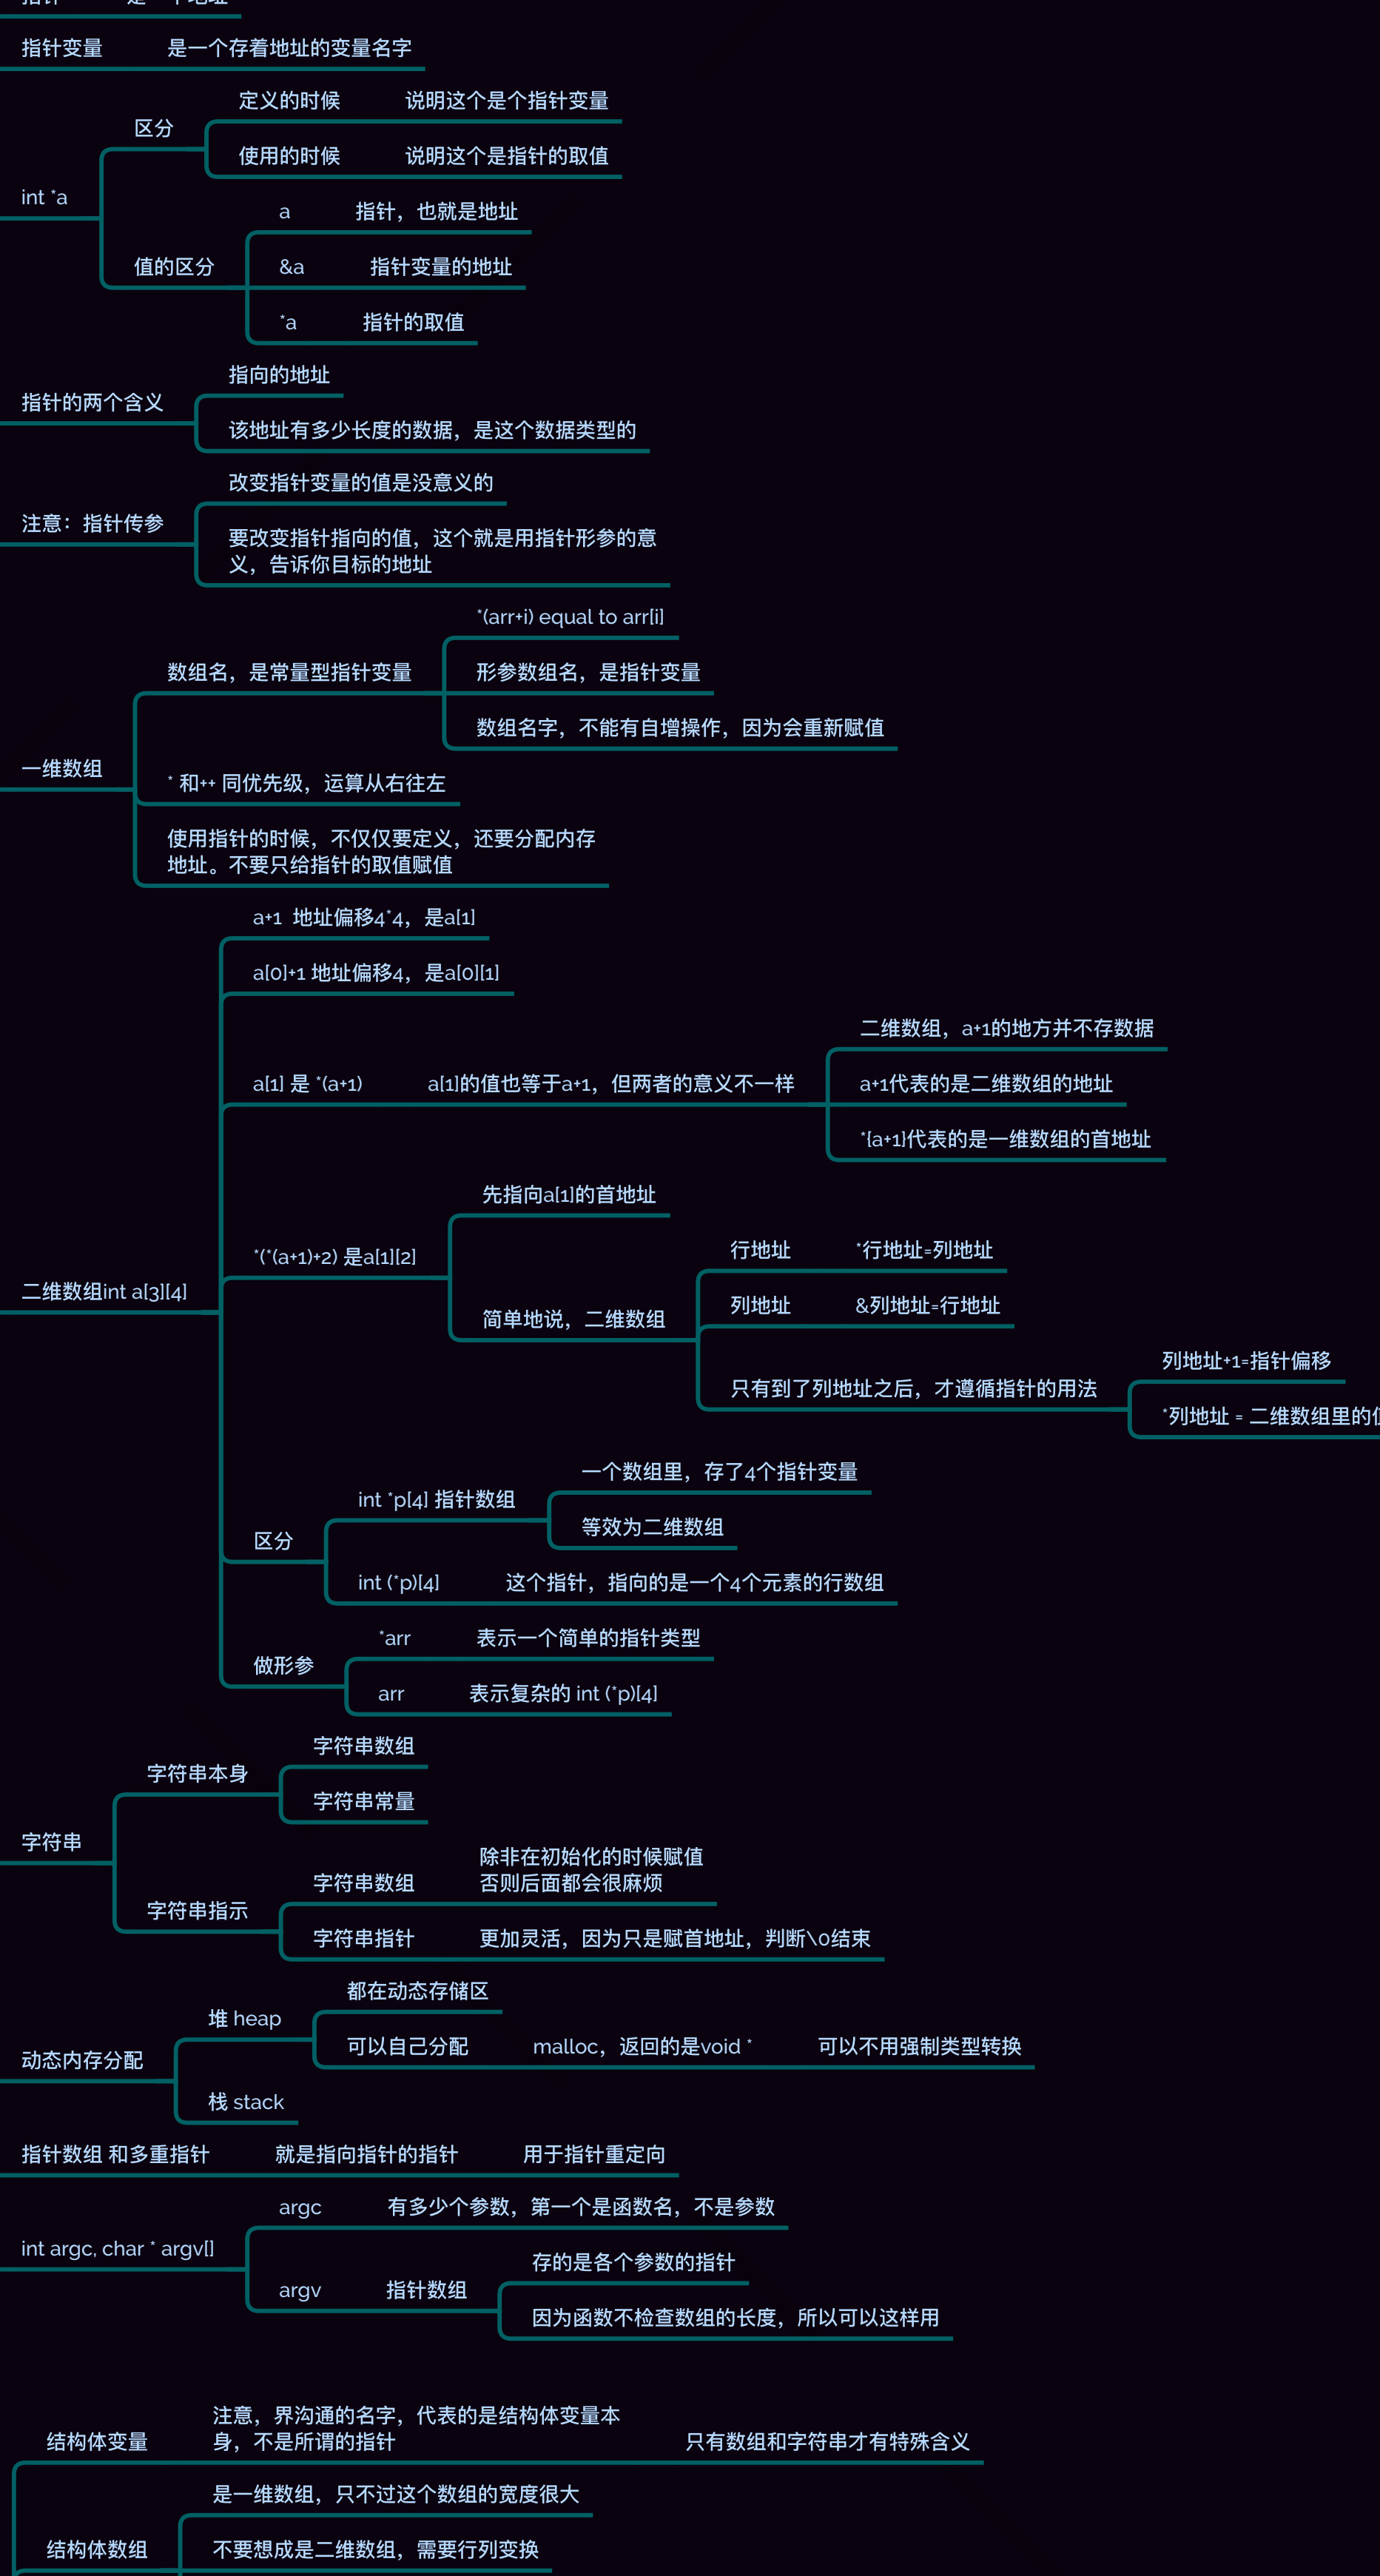 指针变量 是一个存着地址的变量名字
定义的时候 说明这个是个指针变量
区分
使用的时候 说明这个是指针的取值
int *a
a 指针，也就是地址
值的区分
&a 指针变量的地址
*a 指针的取值
指向的地址
指针的两个含义
该地址有多少长度的数据，是这个数据类型的
改变指针变量的值是没意义的
注意：指针传参
要改变指针指向的值，这个就是用指针形参的意
义，告诉你目标的地址
*(arr+i) equal to arr[i]
数组名，是常量型指针变量
形参数组名，是指针变量
数组名字，不能有自增操作，因为会重新赋值
一维数组
* 和++ 同优先级，运算从右往左
使用指针的时候，不仅仅要定义，还要分配内存
地址。不要只给指针的取值赋值
a+1 地址偏移4*4，是a[1]
a[0]+1 地址偏移4，是a[0][1]
二维数组，a+1的地方并不存数据
a[1] 是 *(a+1) a[1]的值也等于a+1，但两者的意义不一样
a+1代表的是二维数组的地址
*{a+1}代表的是一维数组的首地址
先指向a[1]的首地址
*(*(a+1)+2) 是a[1][2]
行地址 *行地址=列地址
二维数组int a[3][4]
简单地说，二维数组
列地址 &列地址=行地址
列地址+1=指针偏移
只有到了列地址之后，才遵循指针的用法
*列地址 = 二维数组里的
一个数组里，存了4个指针变量
int *p[4] 指针数组
区分
等效为二维数组
int (*p)[4] 这个指针，指向的是一个4个元素的行数组
*arr 表示一个简单的指针类型
做形参
arr 表示复杂的 int (*p)[4]
字符串数组
字符串本身
字符串常量
字符串
除非在初始化的时候赋值
字符串数组 否则后面都会很麻烦
字符串指示
字符串指针 更加灵活，因为只是赋首地址，判断\0结束
都在动态存储区
堆 heap
可以自己分配 malloc，返回的是void * 可以不用强制类型转换
动态内存分配
栈 stack
指针数组 和多重指针 就是指向指针的指针 用于指针重定向
argc 有多少个参数，第一个是函数名，不是参数
int argc, char * argv[]
存的是各个参数的指针
argv 指针数组
因为函数不检查数组的长度，所以可以这样用
注意，界沟通的名字，代表的是结构体变量本
结构体变量 身，不是所谓的指针 只有数组和字符串才有特殊含义
是一维数组，只不过这个数组的宽度很大
结构体数组 不要想成是二维数组，需要行列变换